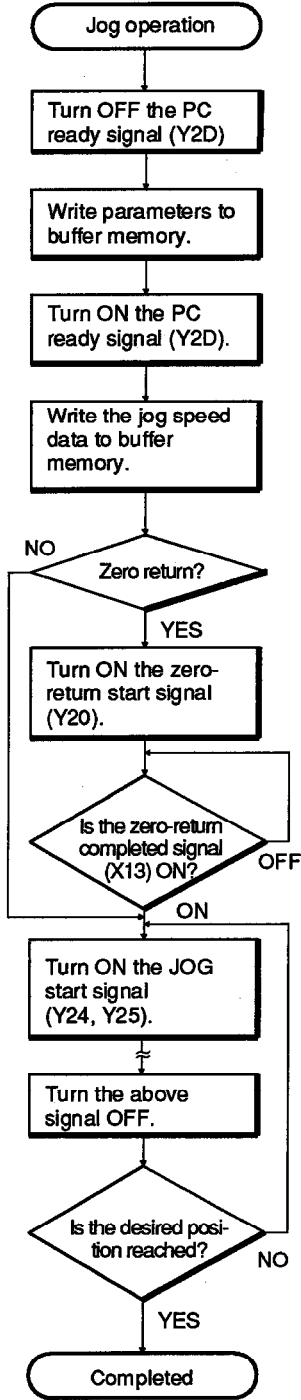 Jog operation
Turn OFF the PC
ready signal (Y2D)
Write parameters to
buffer memory.
Turn ON the PC
ready signal (Y2D).
Write the jog speed
data to buffer
memory.
NO
Zero return?
YES
Turn ON the zero-
return start signal
(Y20).
Is the zero-return
completed signal
(X13) ON?
OFF
ON
Turn ON the JOG
start signal
(Y24, Y25).
Turn the above
signal OFF.
Is the desired posi-
tion reached?
NO
YES
Completed